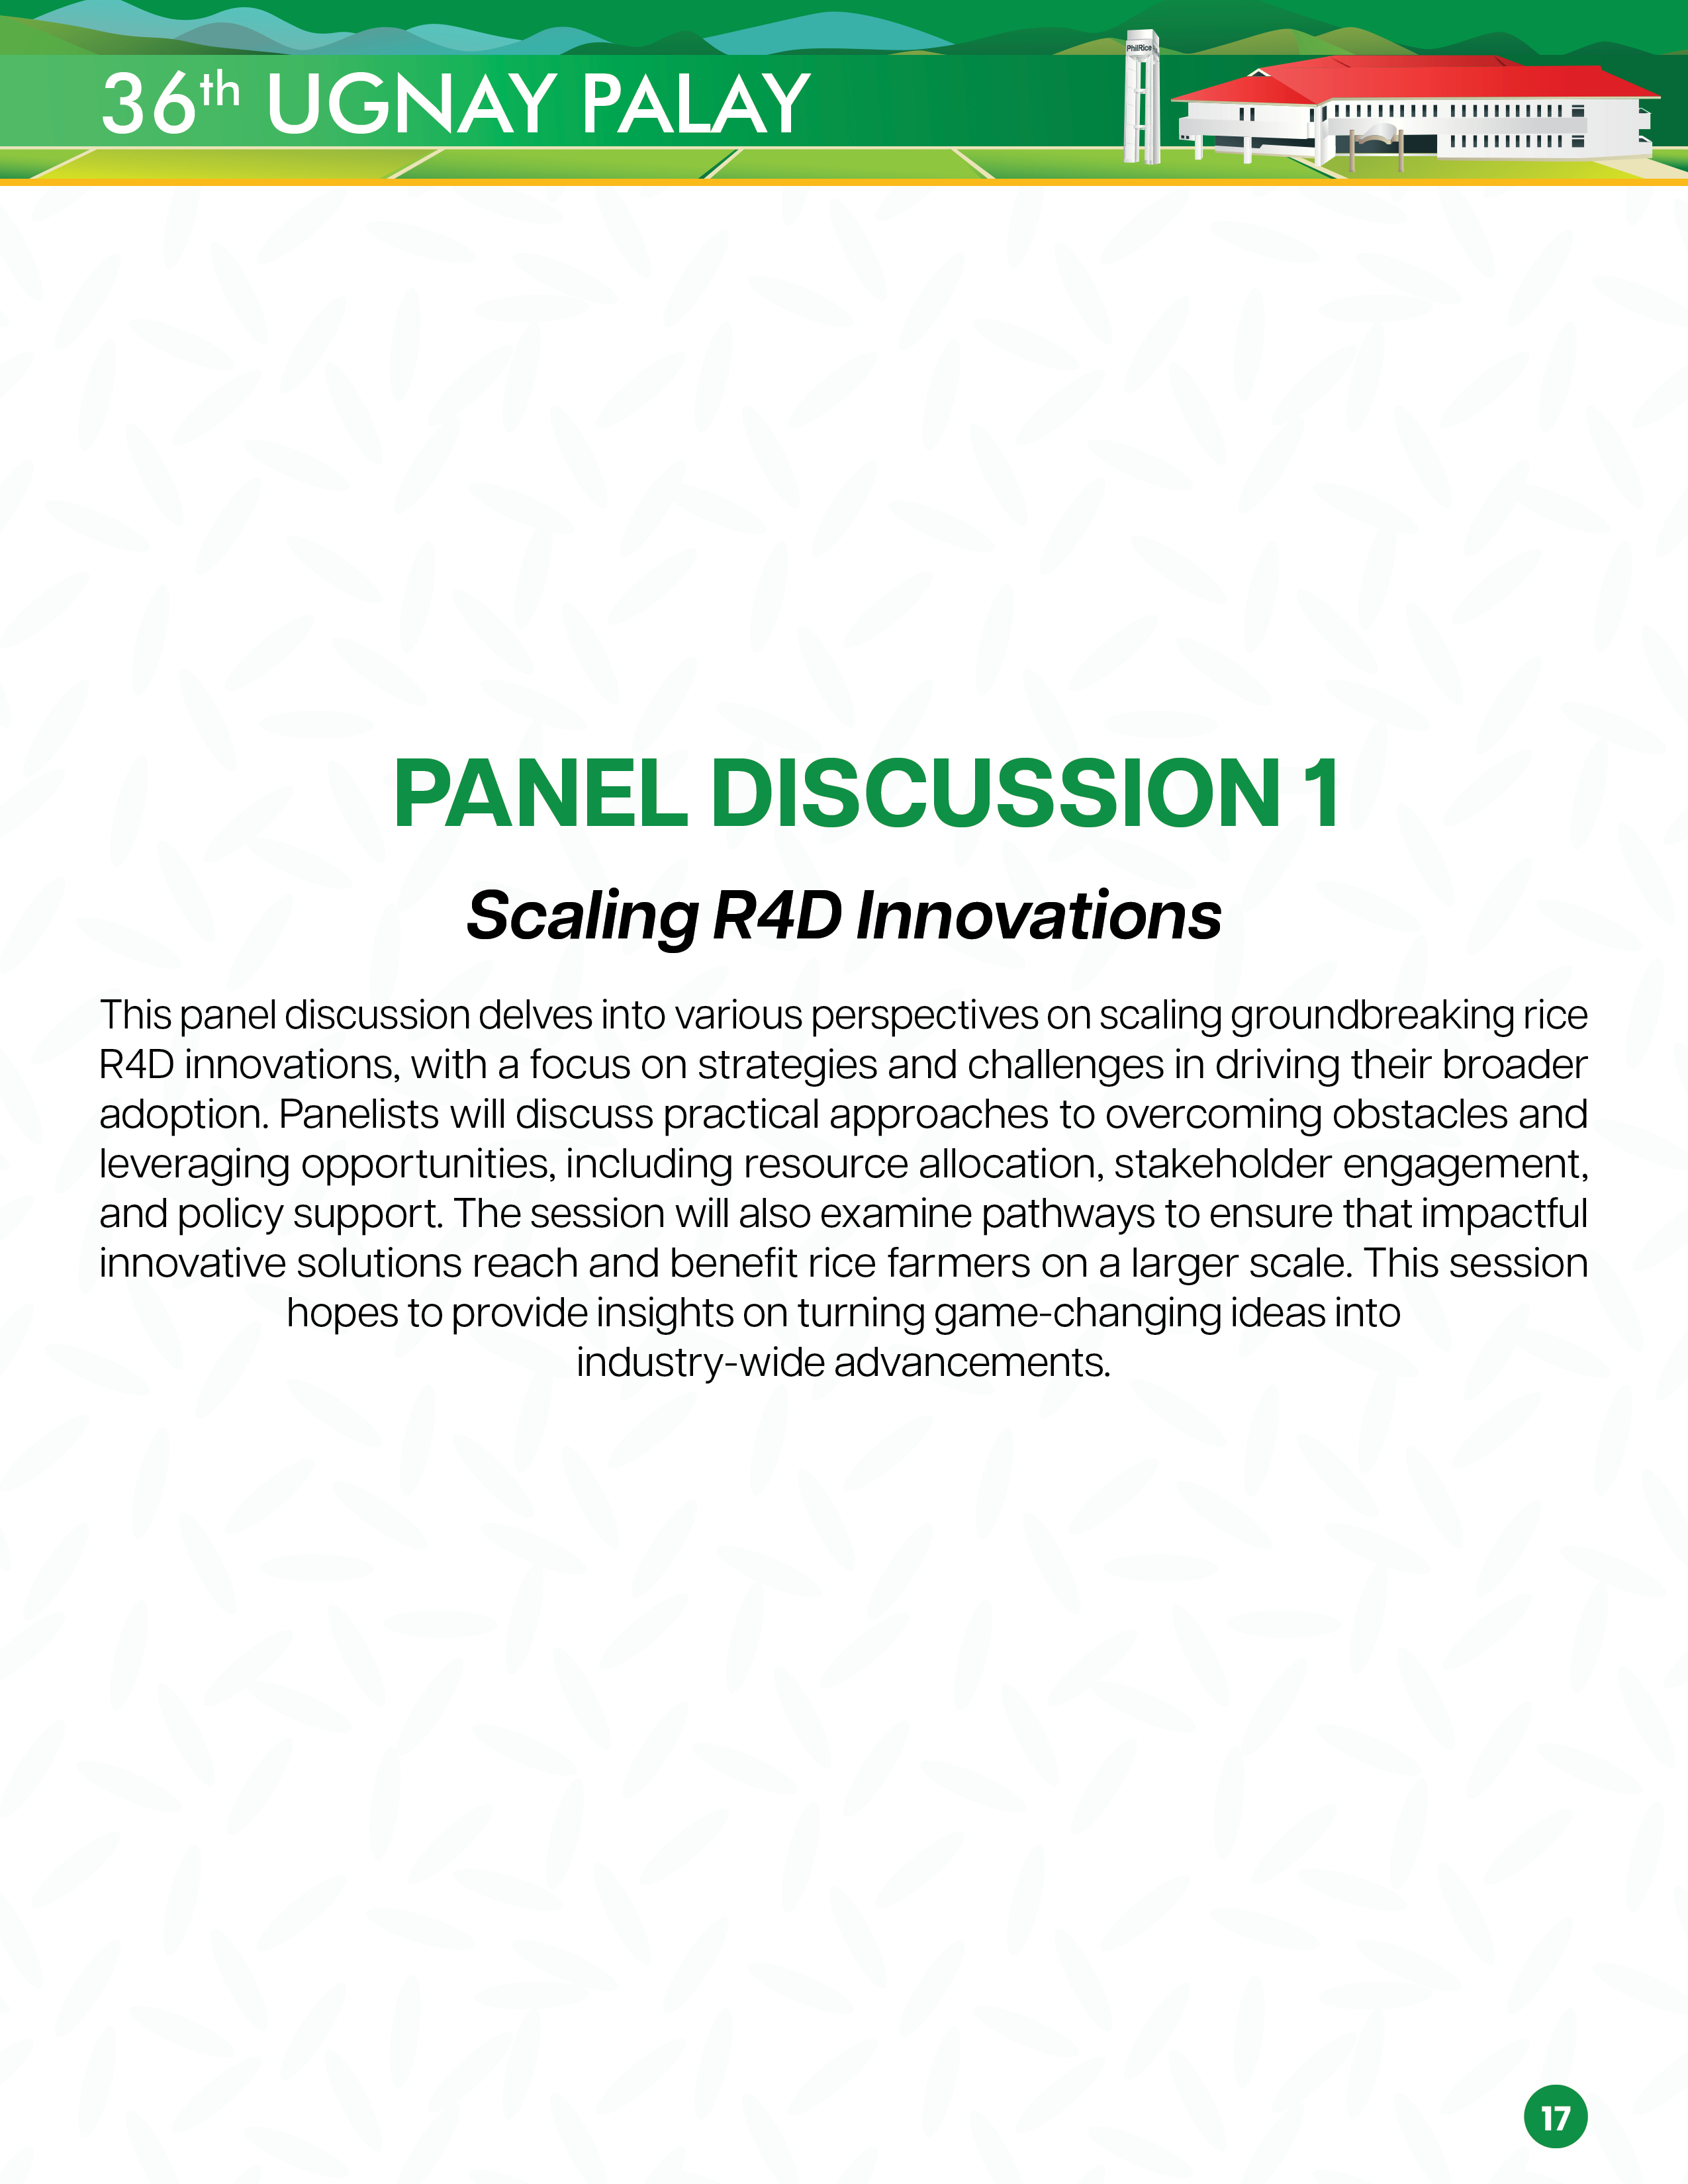 36th UGNAY PALAY
PhilRice
PANEL DISCUSSION 1
Scaling R4D Innovations
This panel discussion delves into various perspectives on scaling groundbreaking rice
R4D innovations, with a focus on strategies and challenges in driving their broader
adoption. Panelists will discuss practical approaches to overcoming obstacles and
leveraging opportunities, including resource allocation, stakeholder engagement,
and policy support. The session will also examine pathways to ensure that impactful
innovative solutions reach and benefit rice farmers on a larger scale. This session
hopes to provide insights on turning game-changing ideas into
industry-wide advancements.
17